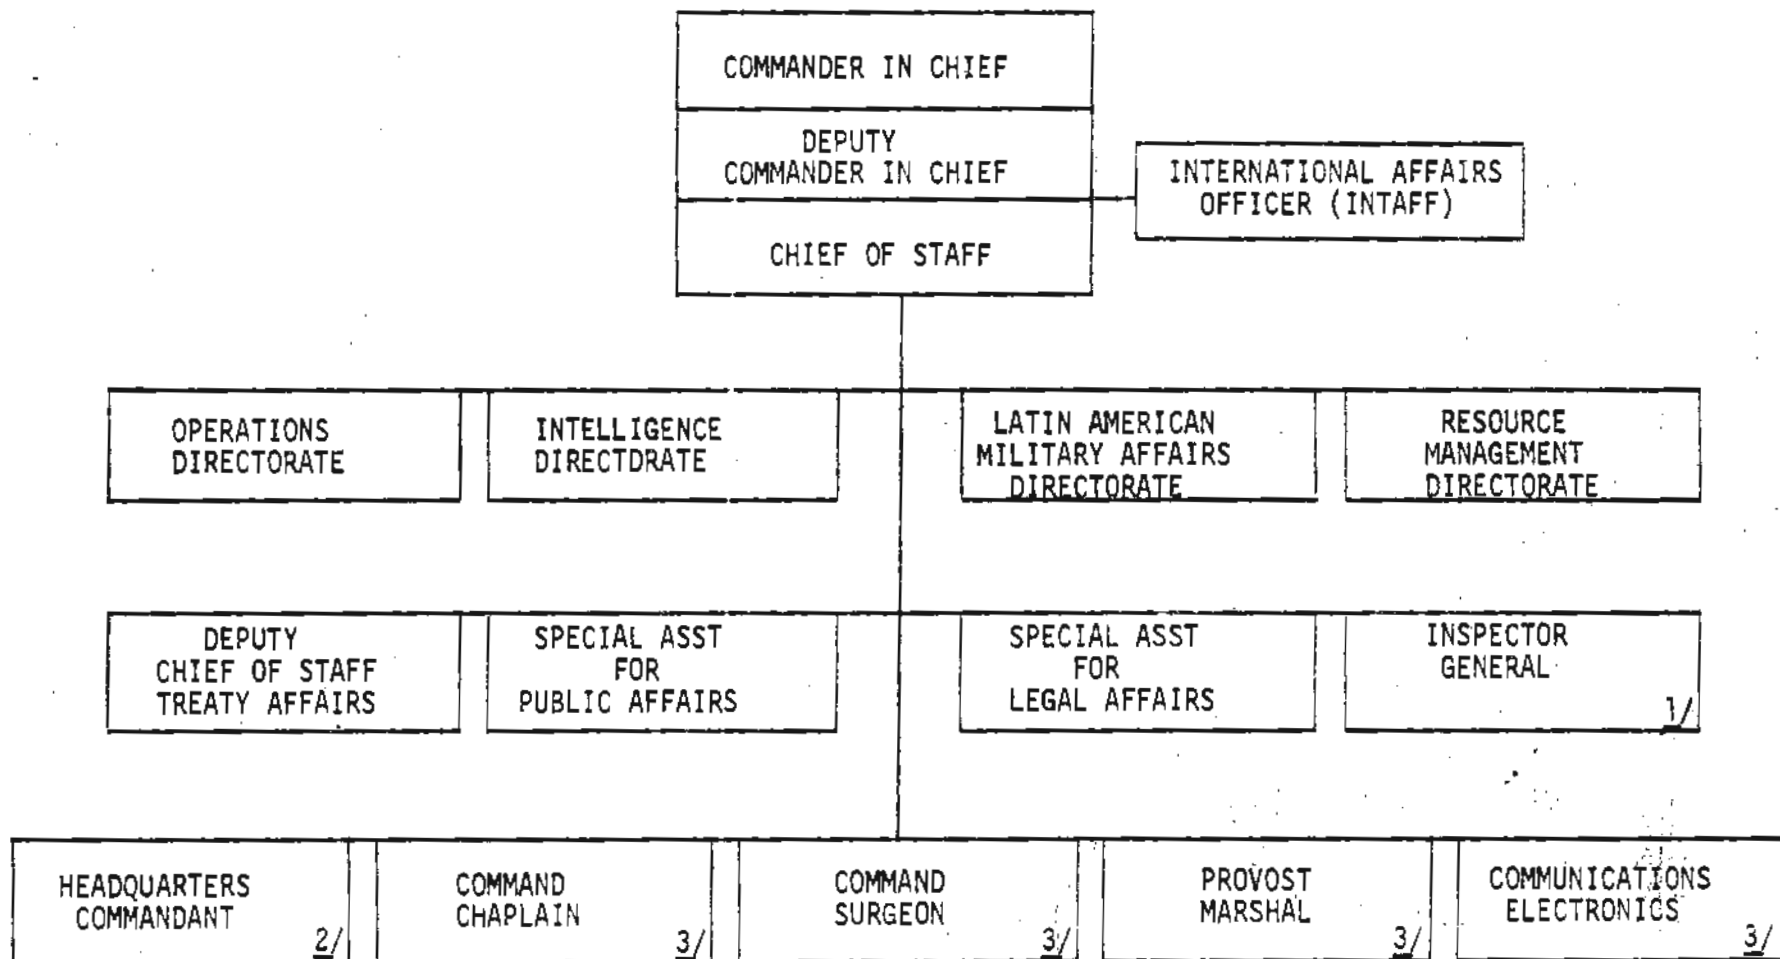 COMMANDER IN CHIEF
DEPUTY
COMMANDER IN CHIEF
CHIEF OF STAFF
INTERNATIONAL AFFAIRS
OFFICER (INTAFF)
OPERATIONS
DIRECTORATE
INTELLIGENCE
DIRECTDRATE
LATIN AMERICAN
MILITARY AFFAIRS
DIRECTORATE
RESOURCE
MANAGEMENT
DIRECTORATE
DEPUTY
CHIEF OF STAFF
TREATY AFFAIRS
SPECIAL ASST
FOR
PUBLIC AFFAIRS
SPECIAL ASST
FOR
LEGAL AFFAIRS
INSPECTOR
GENERAL
1/
HEADQUARTERS
COMMANDANT
2/
COMMAND
CHAPLAIN
3/
COMMAND
SURGEON
3/
PROVOST
MARSHAL
3/
COMMUNICATIONS
ELECTRONICS
3/